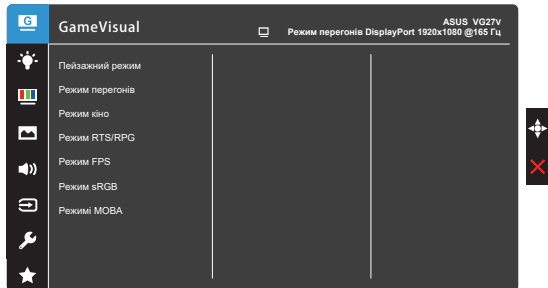 G
GameVisual
ASUS VG27V
Режим перегонів DisplayPort 1920x1080 @165 Гц
Пейзажний режим
Режим перегонів
Режим кіно
Режим RTS/RPG
Режим FPS
Режим sRGB
Режимі MOBA